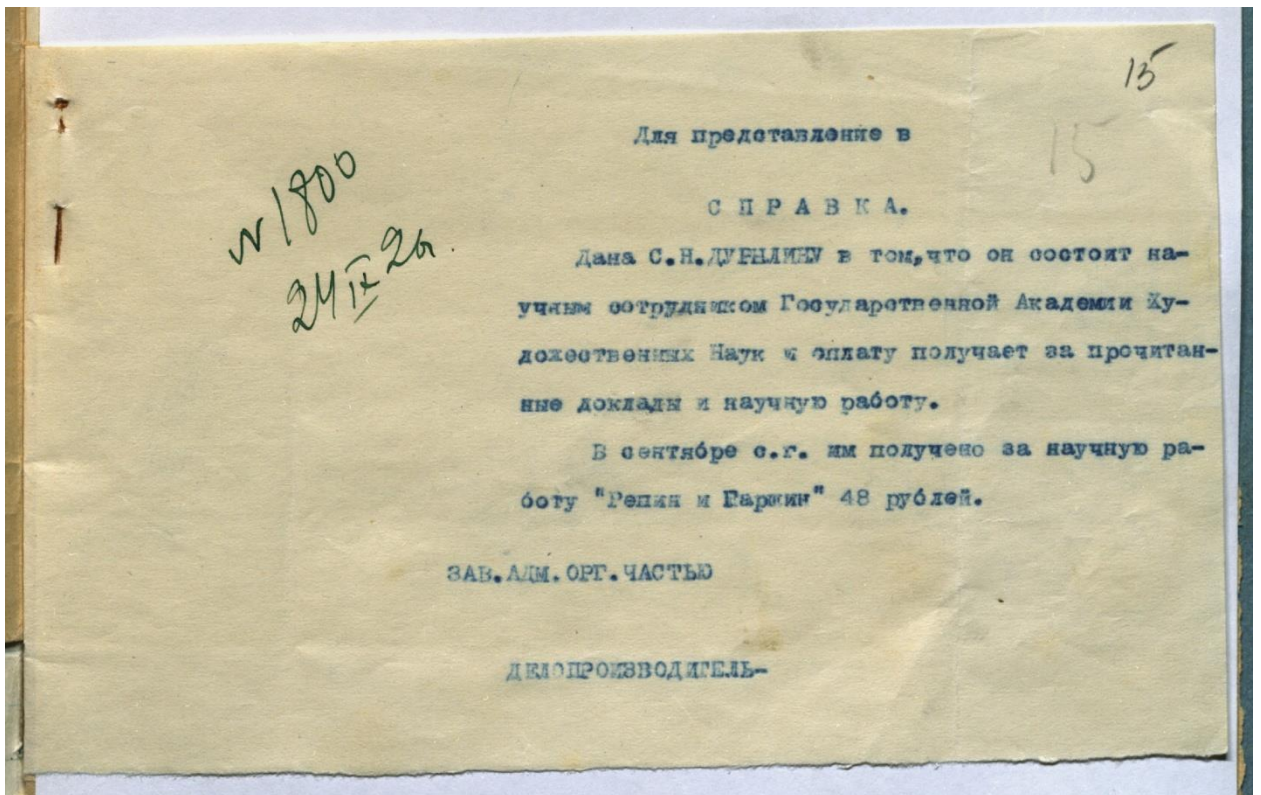 15
Для представление в
15
СПРАВКА.
N 1800
24 IX 26.
Дана С.Н.ДУРЫЛИНУ в том,что он состоит на-
учным сотрудником Государственной Академии Ху-
дожественных Наук и оплату получает за прочитан-
ные доклады и научную работу.
В сентябре с.г. им получено за научную ра-
боту "Репин и Гаршин" 48 рублей.
ЗАВ.АДМ.ОРГ.ЧАСТЬЮ
ДЕЛОПРОИЗВОДИТЕЛЬ-